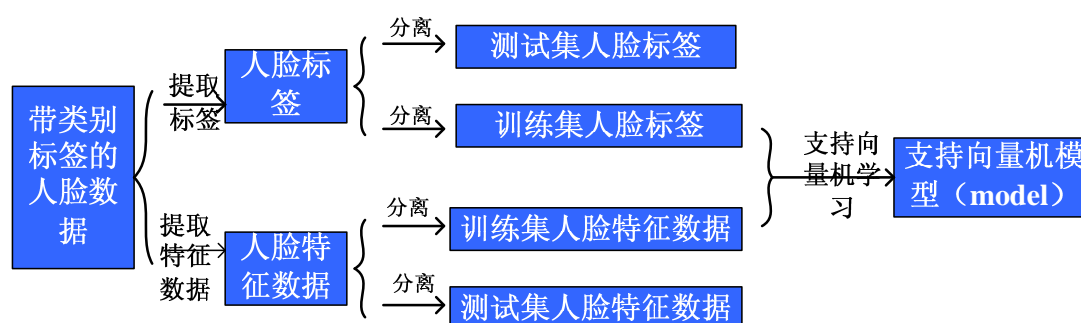 带类别
标签的
人脸数
据
提取
标签
人脸标
签
分离
测试集人脸标签
分离
训练集人脸标签
提取
特征
数据
人脸特
征数据
分离
训练集人脸特征数据
分离
测试集人脸特征数据
支持向
量机学
习
支持向量机模
型（model）